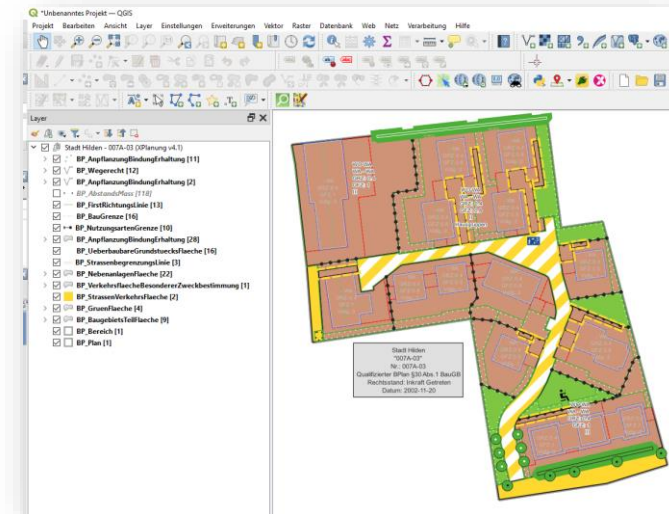 *Unbenanntes Projekt — QGIS
Projekt Bearbeiten Ansicht Layer Einstellungen Erweiterungen Vektor Raster Datenbank Web Netz Verarbeitung Hilfe
Layer
Stadt Hilden - 007A-03 (XPlanung v4.1)
BP_AnpflanzungBindungErhaltung [11]
BP_Wegerecht [12]
BP_AnpflanzungBindungErhaltung [2]
BP_AbstandsMass [118]
BP_FirstRichtungsLinie [13]
BP_BauGrenze [16]
BP_NutzungsartenGrenze [10]
BP_AnpflanzungBindungErhaltung [28]
BP_UeberbaubareGrundstuecksFlaeche [16]
BP_StrassenbegrenzungsLinie [3]
BP_NebenanlagenFlaeche [22]
BP_VerkehrsflaecheBesondererZweckbestimmung [1]
BP_StrassenVerkehrsFlaeche [2]
BP_GruenFlaeche [4]
BP_BaugebietsTeilFlaeche [9]
BP_Bereich [1]
BP_Plan [1]
Stadt Hilden
"007A-03"
Nr.: 007A-03
Qualifizierter BPlan §30 Abs.1 BauGB
Rechtsstand: Inkraft Getreten
Datum: 2002-11-20